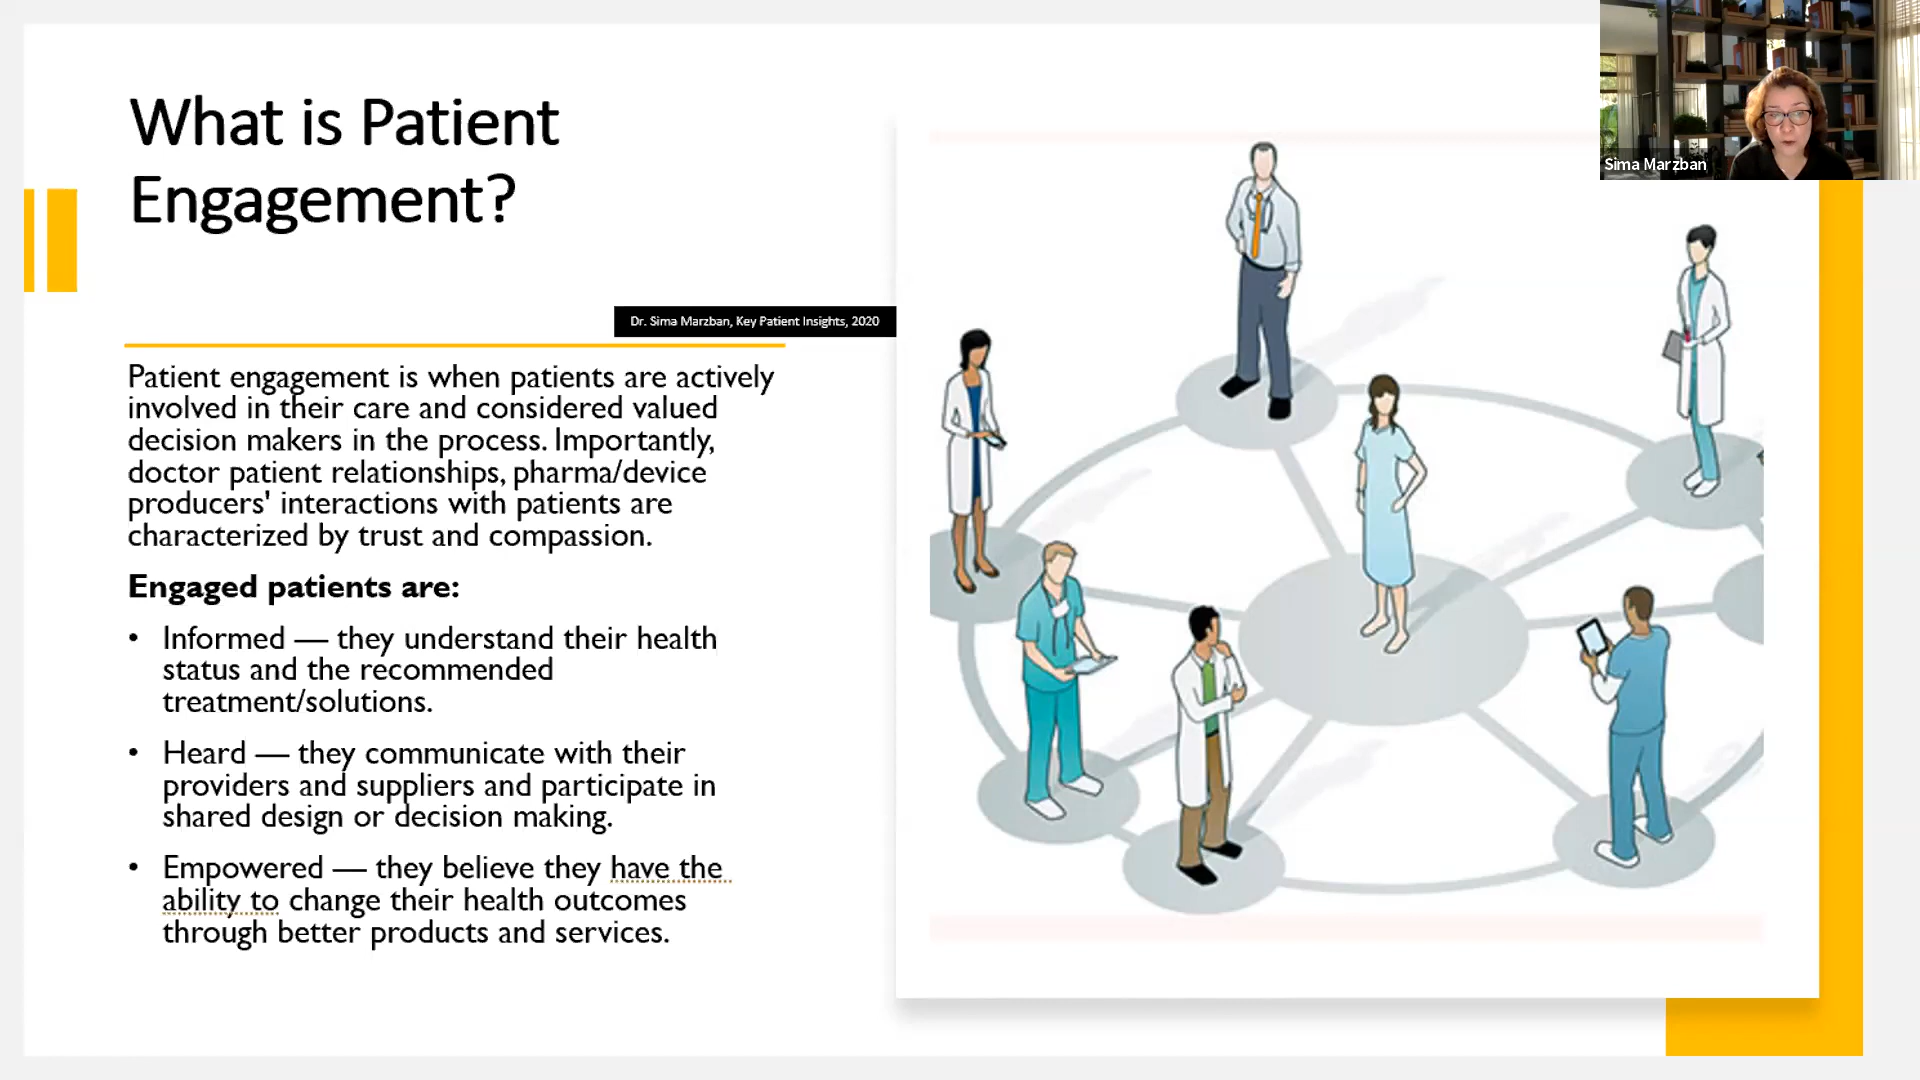 What is Patient
Engagement?
Sima Marzban
Dr. Sima Marzban, Key Patient Insights, 2020
Patient engagement is when patients are actively
involved in their care and considered valued
decision makers in the process. Importantly,
doctor patient relationships, pharma/device
producers' interactions with patients are
characterized by trust and compassion.
Engaged patients are:
• Informed — they understand their health
status and the recommended
treatment/solutions.
• Heard — they communicate with their
providers and suppliers and participate in
shared design or decision making.
• Empowered — they believe they have the
ability to change their health outcomes
through better products and services.